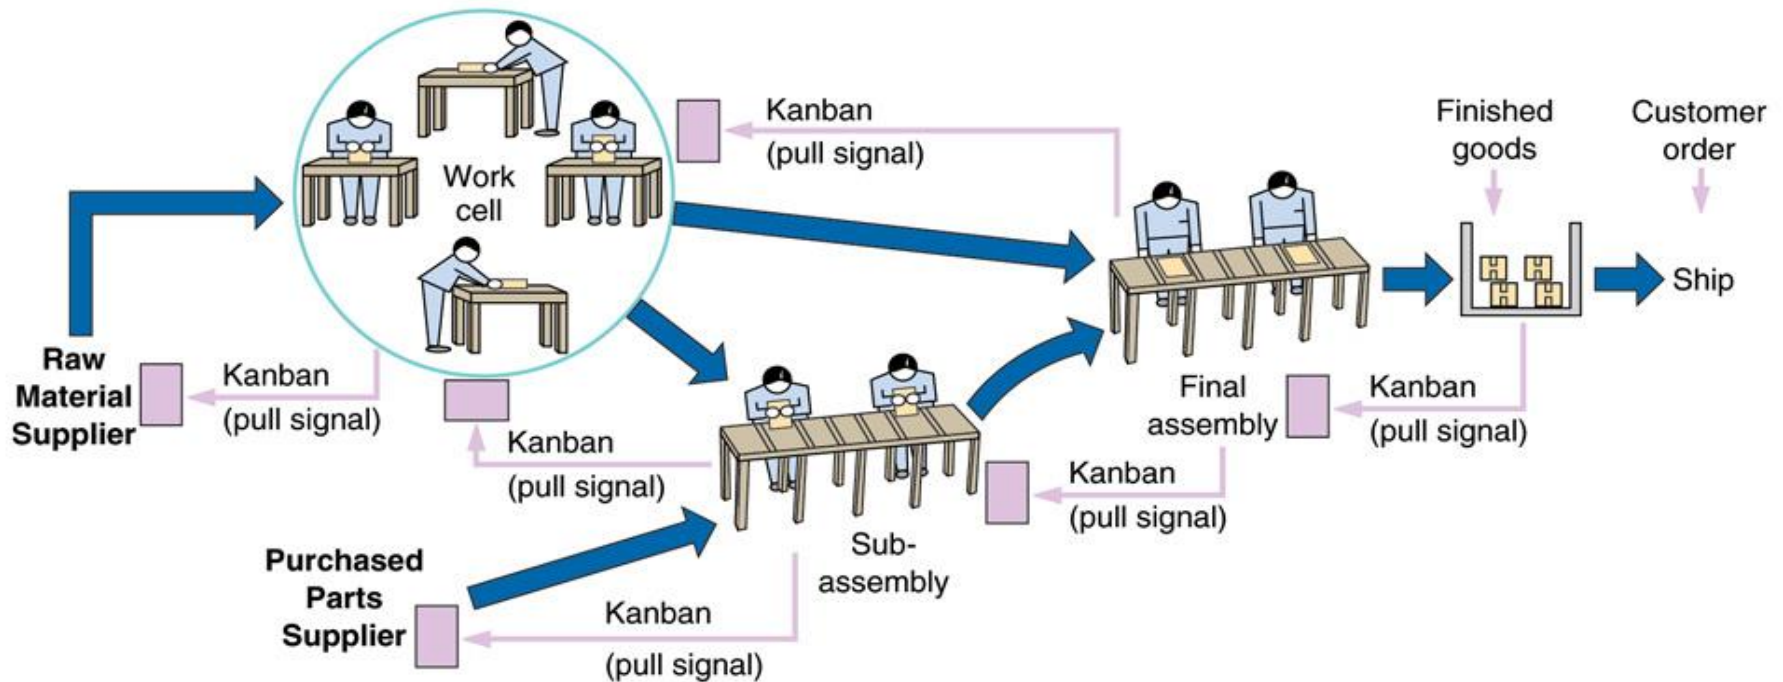 Kanban
(pull signal)
Finished
goods
Customer
order
Work
cell
Ship
Raw
Material
Supplier
Kanban
(pull signal)
Final
assembly
Kanban
(pull signal)
Kanban
(pull signal)
Kanban
(pull signal)
Sub-
assembly
Purchased
Parts
Supplier
Kanban
(pull signal)